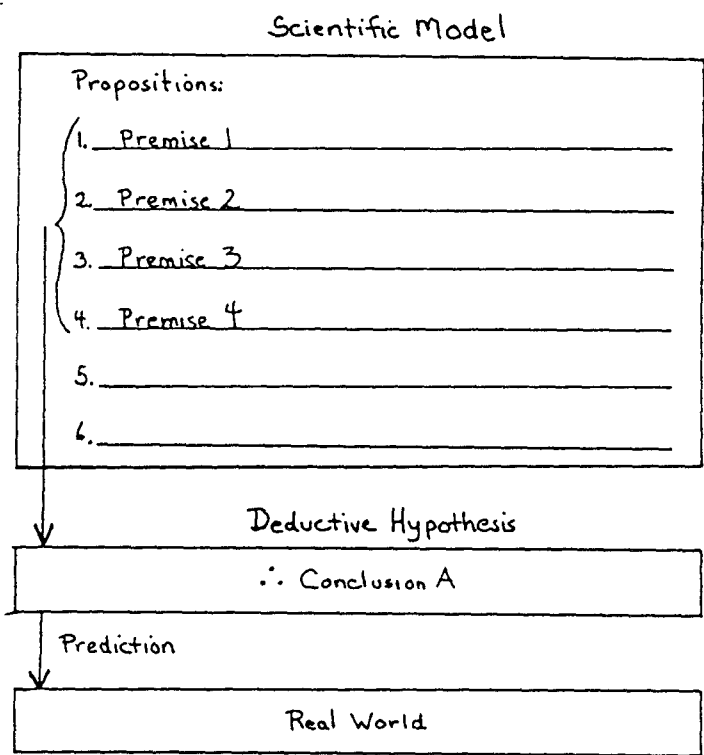 Scientific Model
Propositions:
1. Premise 1
2. Premise 2
3. Premise 3
4. Premise 4
5.
6.
Deductive Hypothesis
∴ Conclusion A
Prediction
Real World